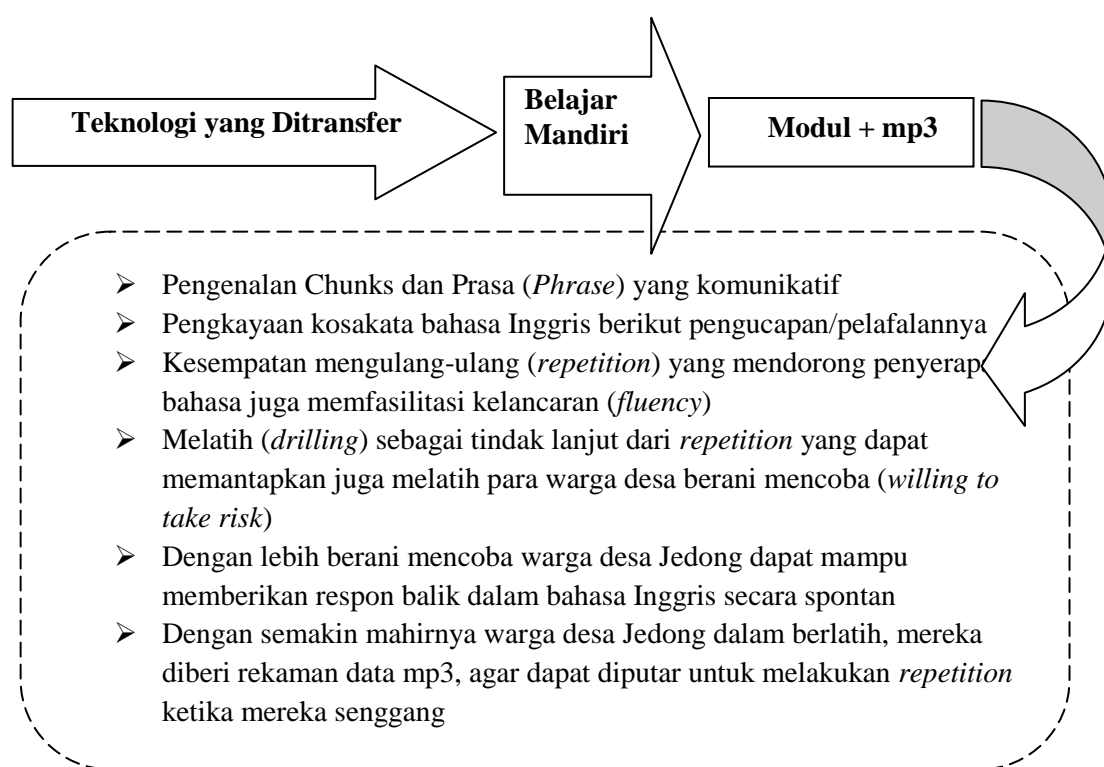 Teknologi yang Ditransfer
Belajar
Mandiri
Modul + mp3
➢ Pengenalan Chunks dan Prasa (Phrase) yang komunikatif
➢ Pengkayaan kosakata bahasa Inggris berikut pengucapan/pelafalannya
➢ Kesempatan mengulang-ulang (repetition) yang mendorong penyerap
bahasa juga memfasilitasi kelancaran (fluency)
➢ Melatih (drilling) sebagai tindak lanjut dari repetition yang dapat
memantapkan juga melatih para warga desa berani mencoba (willing to
take risk)
➢ Dengan lebih berani mencoba warga desa Jedong dapat mampu
memberikan respon balik dalam bahasa Inggris secara spontan
➢ Dengan semakin mahirnya warga desa Jedong dalam berlatih, mereka
diberi rekaman data mp3, agar dapat diputar untuk melakukan repetition
ketika mereka senggang